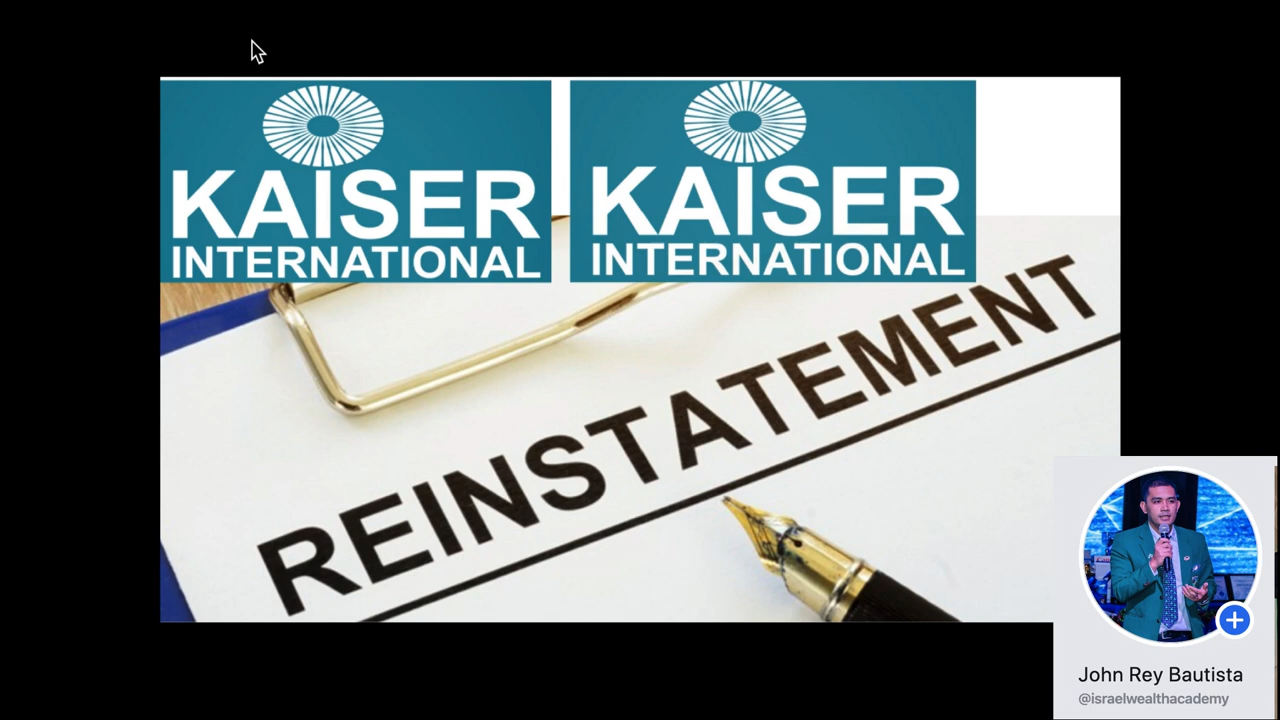 KAISER
INTERNATIONAL
KAISER
INTERNATIONAL
REINSTATEMENT
John Rey Bautista
@israelwealthacademy